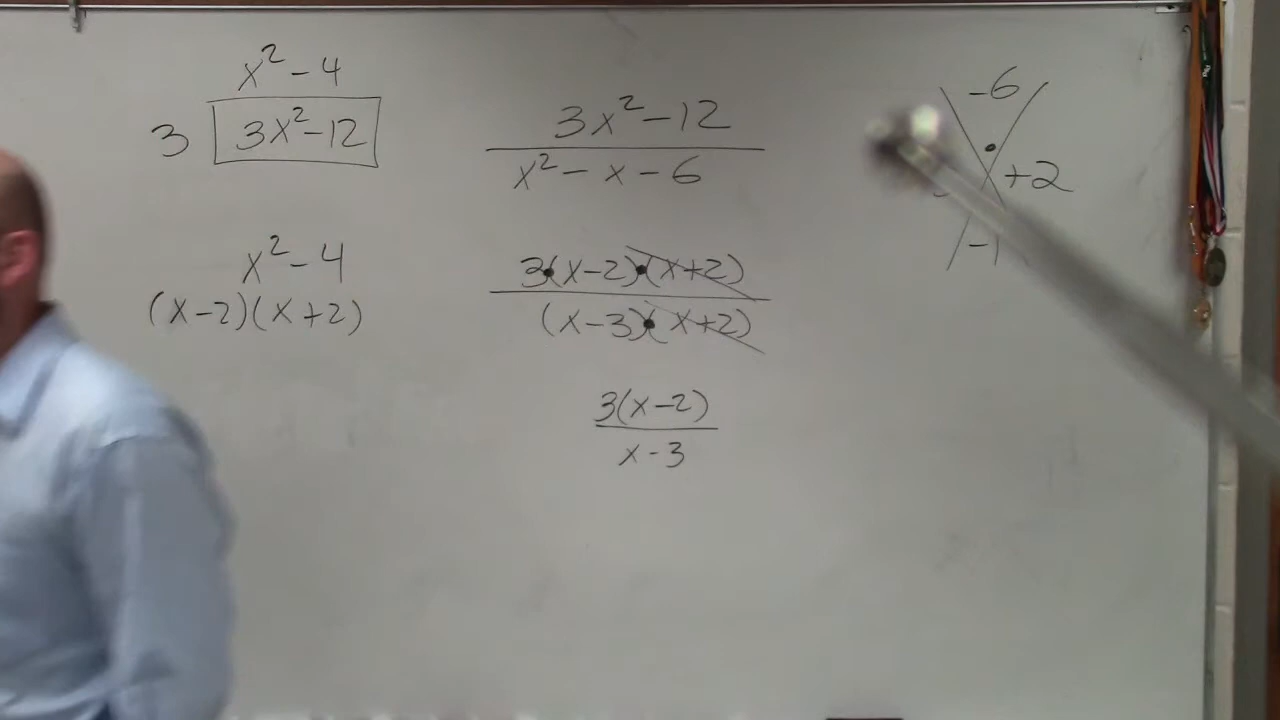 x² - 4
3 3x² - 12
x² - 4
(x - 2)(x + 2)
3x² - 12
x² - x - 6
3•(x - 2)•(x + 2)
(x - 3)•(x + 2)
3(x - 2)
x - 3
-6
•
+2
-1